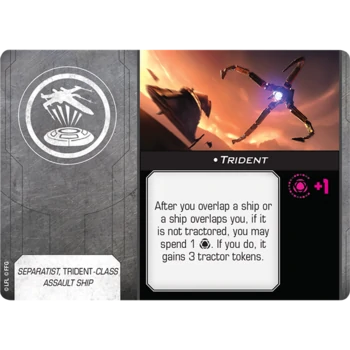 • TRIDENT
+1
After you overlap a ship or
a ship overlaps you, if it
is not tractored, you may
spend 1 . If you do, it
gains 3 tractor tokens.
SEPARATIST, TRIDENT-CLASS
ASSAULT SHIP
©LFL ©FFG